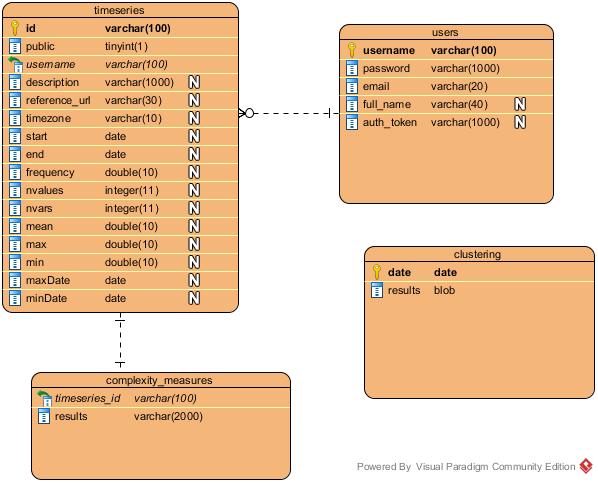 timeseries
id varchar(100)
public tinyint(1)
username varchar(100)
description varchar(1000) N
reference_url varchar(30) N
timezone varchar(10) N
start date N
end date N
frequency double(10) N
nvalues integer(11) N
nvars integer(11) N
mean double(10) N
max double(10) N
min double(10) N
maxDate date N
minDate date N
users
username varchar(100)
password varchar(1000)
email varchar(20)
full_name varchar(40) N
auth_token varchar(1000) N
clustering
date date
results blob
complexity_measures
timeseries_id varchar(100)
results varchar(2000)
Powered By Visual Paradigm Community Edition